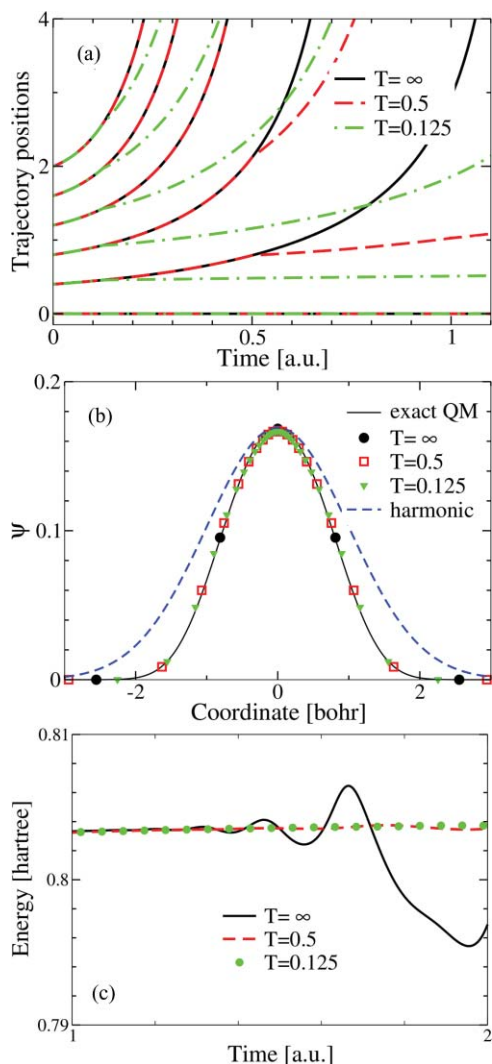 (a)
Trajectory positions
4
2
0
T= ∞
T=0.5
T=0.125
0
0.5
1
Time [a.u.]
(b)
Ψ
0.2
0.1
0
exact QM
T= ∞
T=0.5
T=0.125
harmonic
-2
0
2
Coordinate [bohr]
Energy [hartree]
0.81
0.8
0.79
T= ∞
T=0.5
T=0.125
(c)
1
2
Time [a.u.]